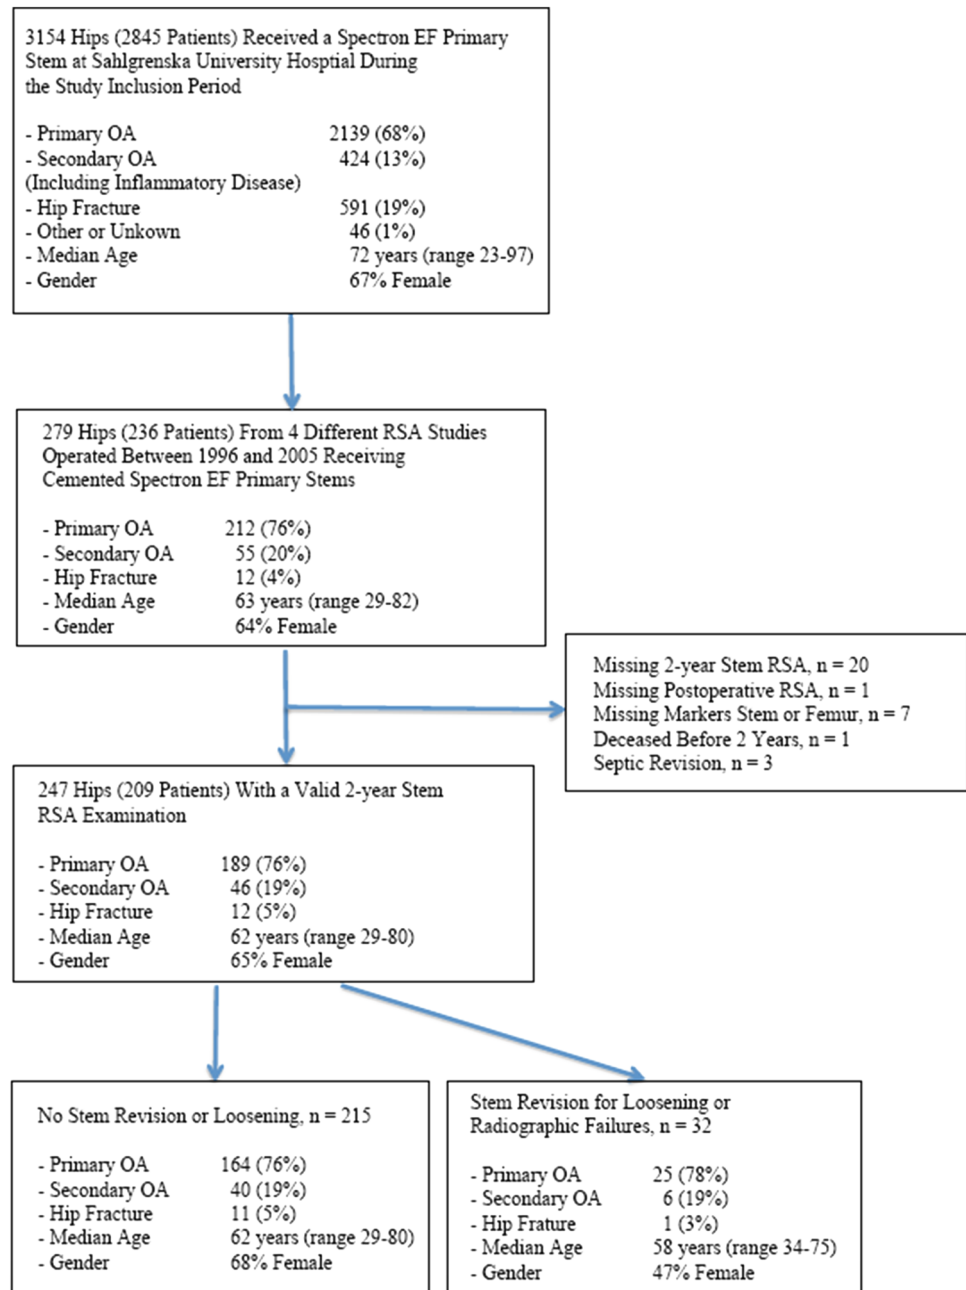 3154 Hips (2845 Patients) Received a Spectron EF Primary
Stem at Sahlgrenska University Hosptial During
the Study Inclusion Period
- Primary OA 2139 (68%)
- Secondary OA 424 (13%)
(Including Inflammatory Disease)
- Hip Fracture 591 (19%)
- Other or Unkown 46 (1%)
- Median Age 72 years (range 23-97)
- Gender 67% Female
279 Hips (236 Patients) From 4 Different RSA Studies
Operated Between 1996 and 2005 Receiving
Cemented Spectron EF Primary Stems
- Primary OA 212 (76%)
- Secondary OA 55 (20%)
- Hip Fracture 12 (4%)
- Median Age 63 years (range 29-82)
- Gender 64% Female
Missing 2-year Stem RSA, n = 20
Missing Postoperative RSA, n = 1
Missing Markers Stem or Femur, n = 7
Deceased Before 2 Years, n = 1
Septic Revision, n = 3
247 Hips (209 Patients) With a Valid 2-year Stem
RSA Examination
- Primary OA 189 (76%)
- Secondary OA 46 (19%)
- Hip Fracture 12 (5%)
- Median Age 62 years (range 29-80)
- Gender 65% Female
No Stem Revision or Loosening, n = 215
- Primary OA 164 (76%)
- Secondary OA 40 (19%)
- Hip Fracture 11 (5%)
- Median Age 62 years (range 29-80)
- Gender 68% Female
Stem Revision for Loosening or
Radiographic Failures, n = 32
- Primary OA 25 (78%)
- Secondary OA 6 (19%)
- Hip Frature 1 (3%)
- Median Age 58 years (range 34-75)
- Gender 47% Female